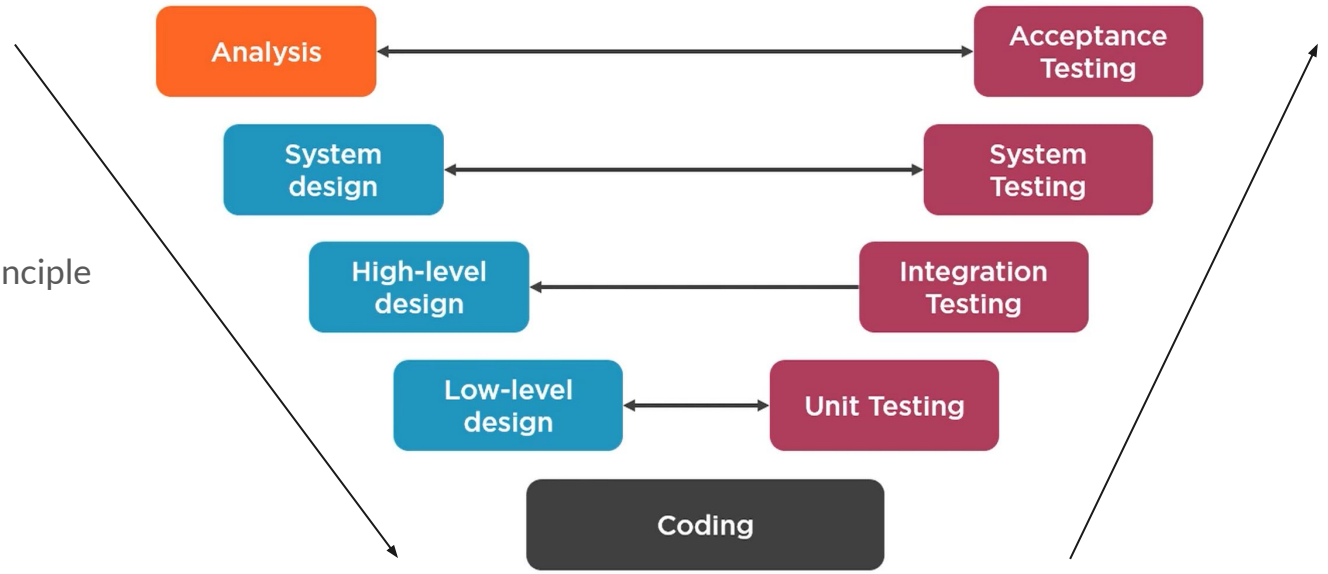 Analysis
Acceptance
Testing
System
design
System
Testing
nciple
High-level
design
Integration
Testing
Low-level
design
Unit Testing
Coding